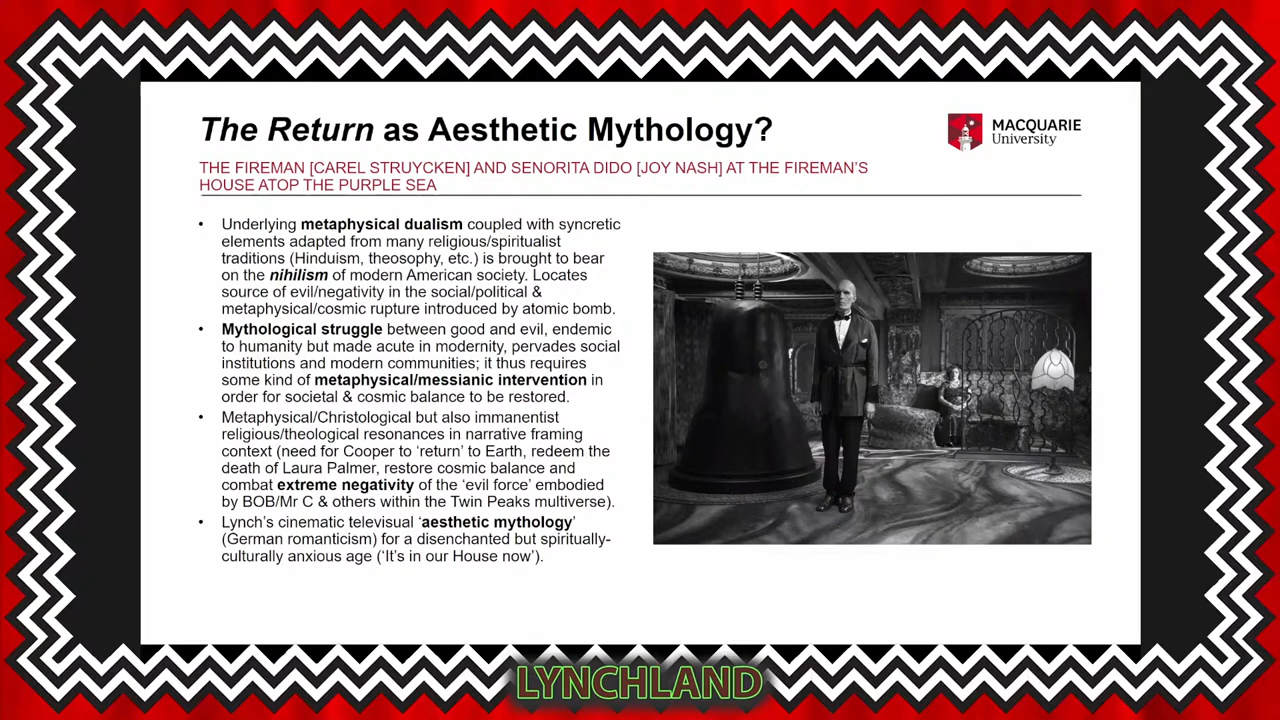 The Return as Aesthetic Mythology?
MACQUARIE
University
THE FIREMAN [CAREL STRUYCKEN] AND SENORITA DIDO [JOY NASH] AT THE FIREMAN'S
HOUSE ATOP THE PURPLE SEA
• Underlying metaphysical dualism coupled with syncretic
elements adapted from many religious/spiritualist
traditions (Hinduism, theosophy, etc.) is brought to bear
on the nihilism of modern American society. Locates
source of evil/negativity in the social/political &
metaphysical/cosmic rupture introduced by atomic bomb.
• Mythological struggle between good and evil, endemic
to humanity but made acute in modernity, pervades social
institutions and modern communities; it thus requires
some kind of metaphysical/messianic intervention in
order for societal & cosmic balance to be restored.
• Metaphysical/Christological but also immanentist
religious/theological resonances in narrative framing
context (need for Cooper to 'return' to Earth, redeem the
death of Laura Palmer, restore cosmic balance and
combat extreme negativity of the 'evil force' embodied
by BOB/Mr C & others within the Twin Peaks multiverse).
• Lynch's cinematic televisual 'aesthetic mythology'
(German romanticism) for a disenchanted but spiritually-
culturally anxious age ('It's in our House now').
LYNCHLAND